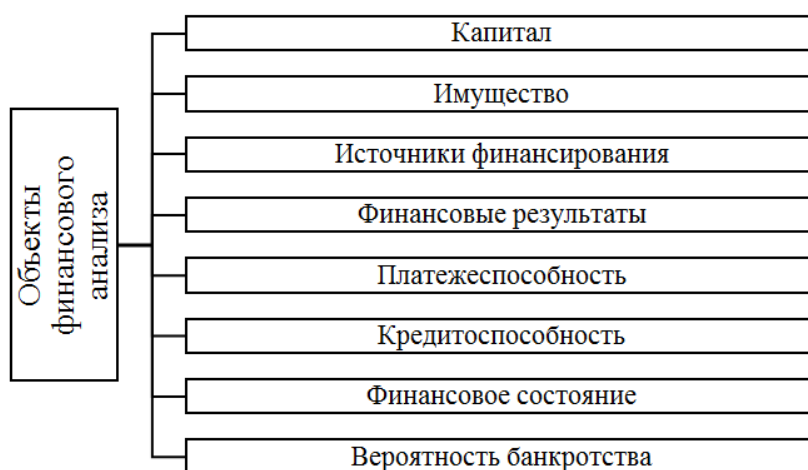 Объекты
финансового
анализа
Капитал
Имущество
Источники финансирования
Финансовые результаты
Платежеспособность
Кредитоспособность
Финансовое состояние
Вероятность банкротства